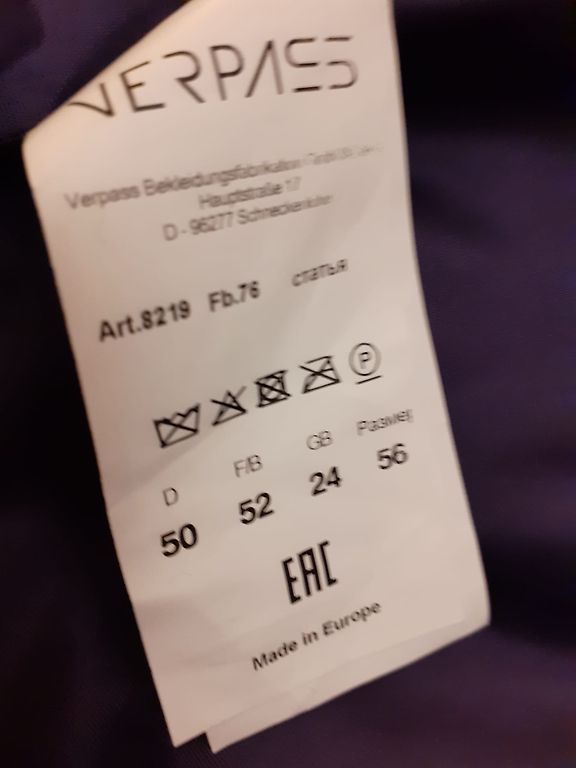 VERPASS
Verpass Bekleidungsfabrikation
Hauptstraße 17
D - 96277 Schneckenlohe
Art.8219 Fb.76 статья
P
D F/B GB Размер
50 52 24 56
EAC
Made in Europe